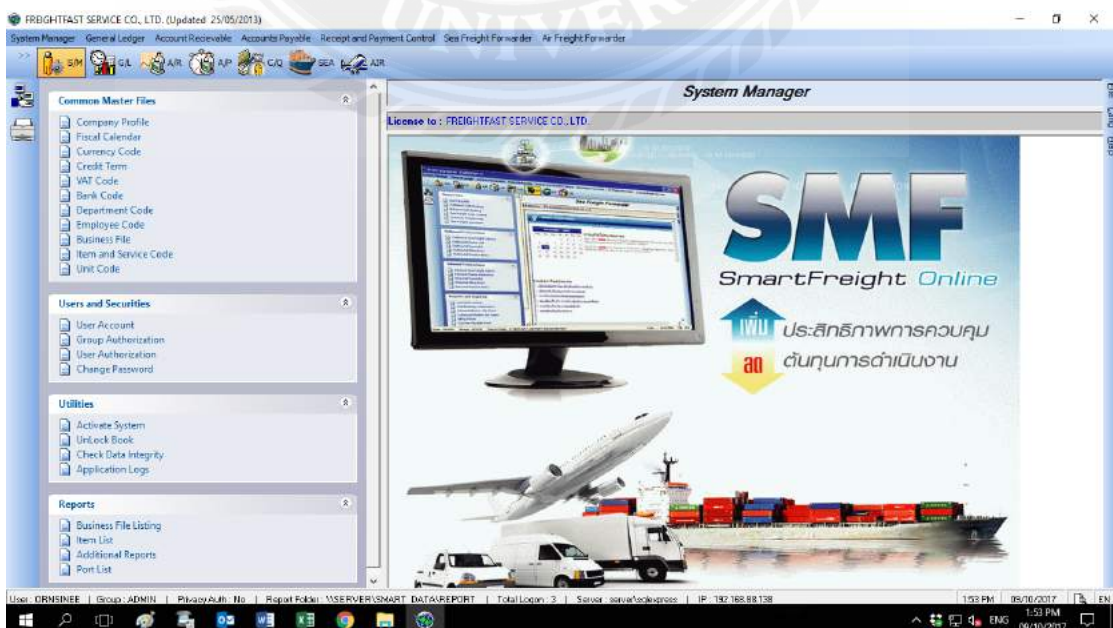 FREIGHTFAST SERVICE CO., LTD. (Updated 25/05/2013)
System Manager General Ledger Account Recievable Accounts Payable Receipt and Payment Control Sea Freight Forwarder Air Freight Forwarder
S/M G/L A/R A/P C/Q SEA AIR
System Manager
License to : FREIGHTFAST SERVICE CO., LTD.
Common Master Files
Company Profile
Fiscal Calendar
Currency Code
Credit Term
VAT Code
Bank Code
Department Code
Employee Code
Business File
Item and Service Code
Unit Code
Users and Securities
User Account
Group Authorization
User Authorization
Change Password
Utilities
Activate System
UnLock Book
Check Data Integrity
Application Logs
Reports
Business File Listing
Item List
Additional Reports
Port List
SMF
SmartFreight Online
เพิ่ม ประสิทธิภาพการควบคุม
ลด ต้นทุนการดำเนินงาน
User : ORNSINEE | Group : ADMIN | Privacy Auth : No | Report Folder : \\SERVER\SMART_DATA\REPORT | Total Logon : 3 | Server : server\sqlexpress | IP : 192.168.88.138 1:53 PM 09/10/2017 EN
ENG 1:53 PM
09/10/2017